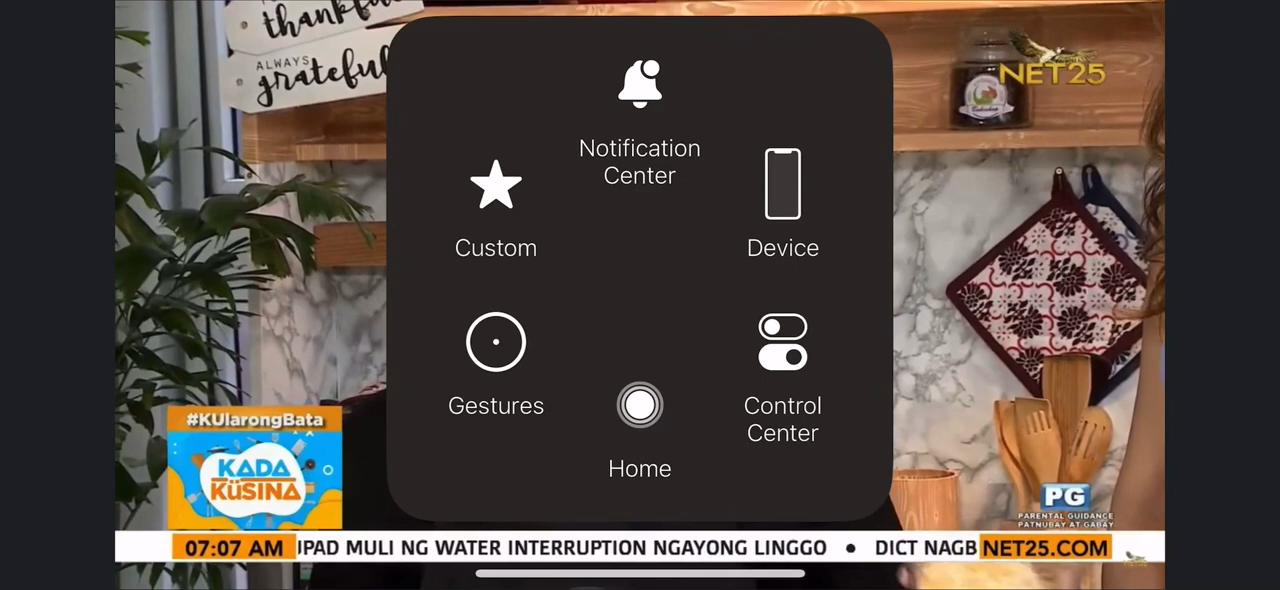 thankful
ALWAYS
grateful
NET25
Notification
Center
Custom
Device
Gestures
Control
Center
Home
#KUlarongBata
KADA
KÜSINA
PG
PARENTAL GUIDANCE
PATNUBAY AT GABAY
07:07 AM
UPAD MULI NG WATER INTERRUPTION NGAYONG LINGGO • DICT NAGB
NET25.COM